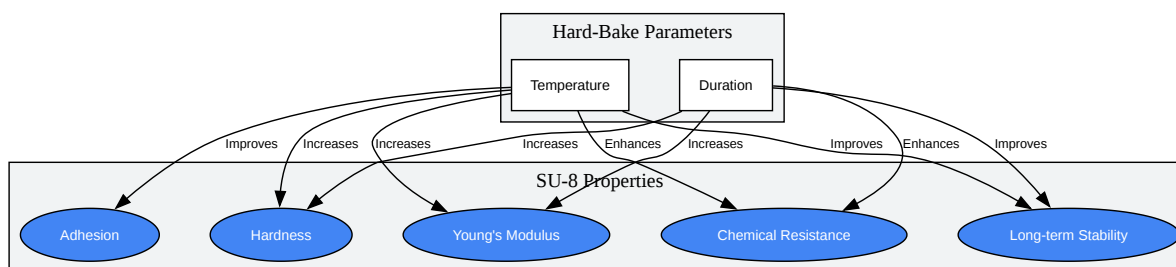 Hard-Bake Parameters
Temperature
Duration
Improves
Increases
Increases
Increases
Enhances
Increases
Improves
Enhances
Improves
SU-8 Properties
Adhesion
Hardness
Young's Modulus
Chemical Resistance
Long-term Stability